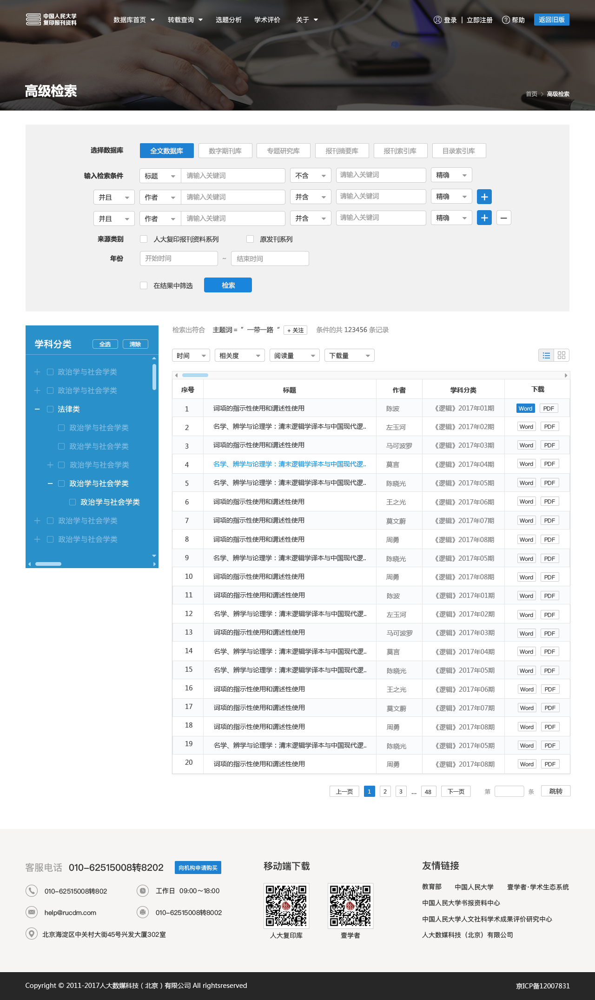 中国人民大学
复印报刊资料
数据库首页 转载查询 选题分析 学术评价 关于 登录 | 立即注册 帮助 返回旧版
高级检索
首页 > 高级检索
选择数据库 全文数据库 数字期刊库 专题研究库 报刊摘要库 报刊索引库 目录索引库
输入检索条件 标题 请输入关键词 不含 请输入关键词 精确
并且 作者 请输入关键词 并含 请输入关键词 精确 +
并且 作者 请输入关键词 并含 请输入关键词 精确 + −
来源类别 人大复印报刊资料系列 原发刊系列
年份 开始时间 ~ 结束时间
在结果中筛选 检索
检索出符合 主题词 = ” 一带一路 “ + 关注 条件的共 123456 条记录
学科分类 全选 清除
政治学与社会学类
政治学与社会学类
法律类
政治学与社会学类
政治学与社会学类
政治学与社会学类
政治学与社会学类
政治学与社会学类
政治学与社会学类
政治学与社会学类
时间 相关度 阅读量 下载量
序号 标题 作者 学科分类 下载
1 词项的指示性使用和谓述性使用 陈波 《逻辑》2017年01期 Word PDF
2 名学、辨学与论理学：清末逻辑学译本与中国现代逻.. 左玉河 《逻辑》2017年02期 Word PDF
3 词项的指示性使用和谓述性使用 马可波罗 《逻辑》2017年03期 Word PDF
4 名学、辨学与论理学：清末逻辑学译本与中国现代逻.. 莫言 《逻辑》2017年04期 Word PDF
5 名学、辨学与论理学：清末逻辑学译本与中国现代逻.. 陈晓光 《逻辑》2017年05期 Word PDF
6 词项的指示性使用和谓述性使用 王之光 《逻辑》2017年06期 Word PDF
7 词项的指示性使用和谓述性使用 莫文蔚 《逻辑》2017年07期 Word PDF
8 词项的指示性使用和谓述性使用 周勇 《逻辑》2017年08期 Word PDF
9 名学、辨学与论理学：清末逻辑学译本与中国现代逻.. 陈晓光 《逻辑》2017年05期 Word PDF
10 词项的指示性使用和谓述性使用 周勇 《逻辑》2017年08期 Word PDF
11 词项的指示性使用和谓述性使用 陈波 《逻辑》2017年01期 Word PDF
12 名学、辨学与论理学：清末逻辑学译本与中国现代逻.. 左玉河 《逻辑》2017年02期 Word PDF
13 词项的指示性使用和谓述性使用 马可波罗 《逻辑》2017年03期 Word PDF
14 名学、辨学与论理学：清末逻辑学译本与中国现代逻.. 莫言 《逻辑》2017年04期 Word PDF
15 名学、辨学与论理学：清末逻辑学译本与中国现代逻.. 陈晓光 《逻辑》2017年05期 Word PDF
16 词项的指示性使用和谓述性使用 王之光 《逻辑》2017年06期 Word PDF
17 词项的指示性使用和谓述性使用 莫文蔚 《逻辑》2017年07期 Word PDF
18 词项的指示性使用和谓述性使用 周勇 《逻辑》2017年08期 Word PDF
19 名学、辨学与论理学：清末逻辑学译本与中国现代逻.. 陈晓光 《逻辑》2017年05期 Word PDF
20 词项的指示性使用和谓述性使用 周勇 《逻辑》2017年08期 Word PDF
上一页 1 2 3 ... 48 下一页 第 条 跳转
客服电话 010-62515008转8202 向机构申请购买
010-62515008转802 工作日 09:00～18:00
help@rucdm.com 010-62515008转8002
北京海淀区中关村大街45号兴发大厦302室
移动端下载
人大复印库 壹学者
友情链接
教育部 中国人民大学 壹学者·学术生态系统
中国人民大学书报资料中心
中国人民大学人文社科学术成果评价研究中心
人大数媒科技（北京）有限公司
Copyright © 2011-2017人大数媒科技（北京）有限公司 All rightsreserved 京ICP备12007831